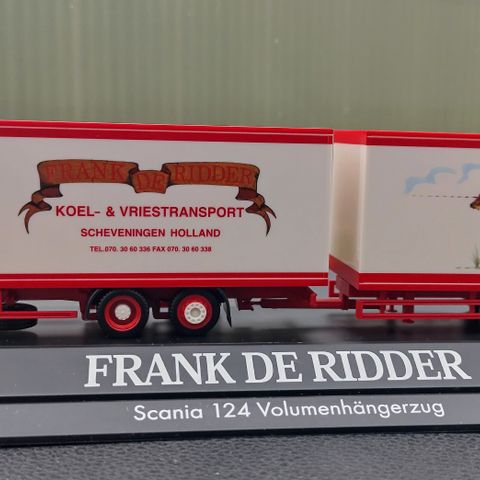 FRANK DE RIDDER
KOEL- & VRIESTRANSPORT
SCHEVENINGEN HOLLAND
TEL.070. 30 60 336 FAX 070. 30 60 338
FRANK DE RIDDER
Scania 124 Volumenhängerzug